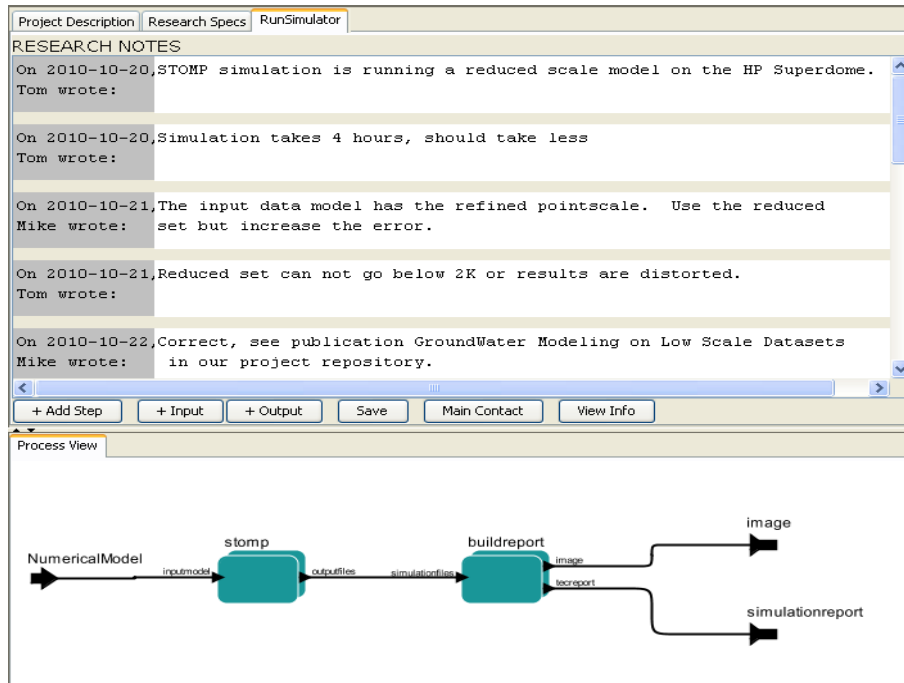 Project Description Research Specs RunSimulator
RESEARCH NOTES
On 2010-10-20, STOMP simulation is running a reduced scale model on the HP Superdome.
Tom wrote:
On 2010-10-20, Simulation takes 4 hours, should take less
Tom wrote:
On 2010-10-21, The input data model has the refined pointscale. Use the reduced
Mike wrote: set but increase the error.
On 2010-10-21, Reduced set can not go below 2K or results are distorted.
Tom wrote:
On 2010-10-22, Correct, see publication GroundWater Modeling on Low Scale Datasets
Mike wrote: in our project repository.
+ Add Step + Input + Output Save Main Contact View Info
Process View
image
stomp buildreport
NumericalModel
image
inputmodel outputfiles simulationfiles
tecreport
simulationreport